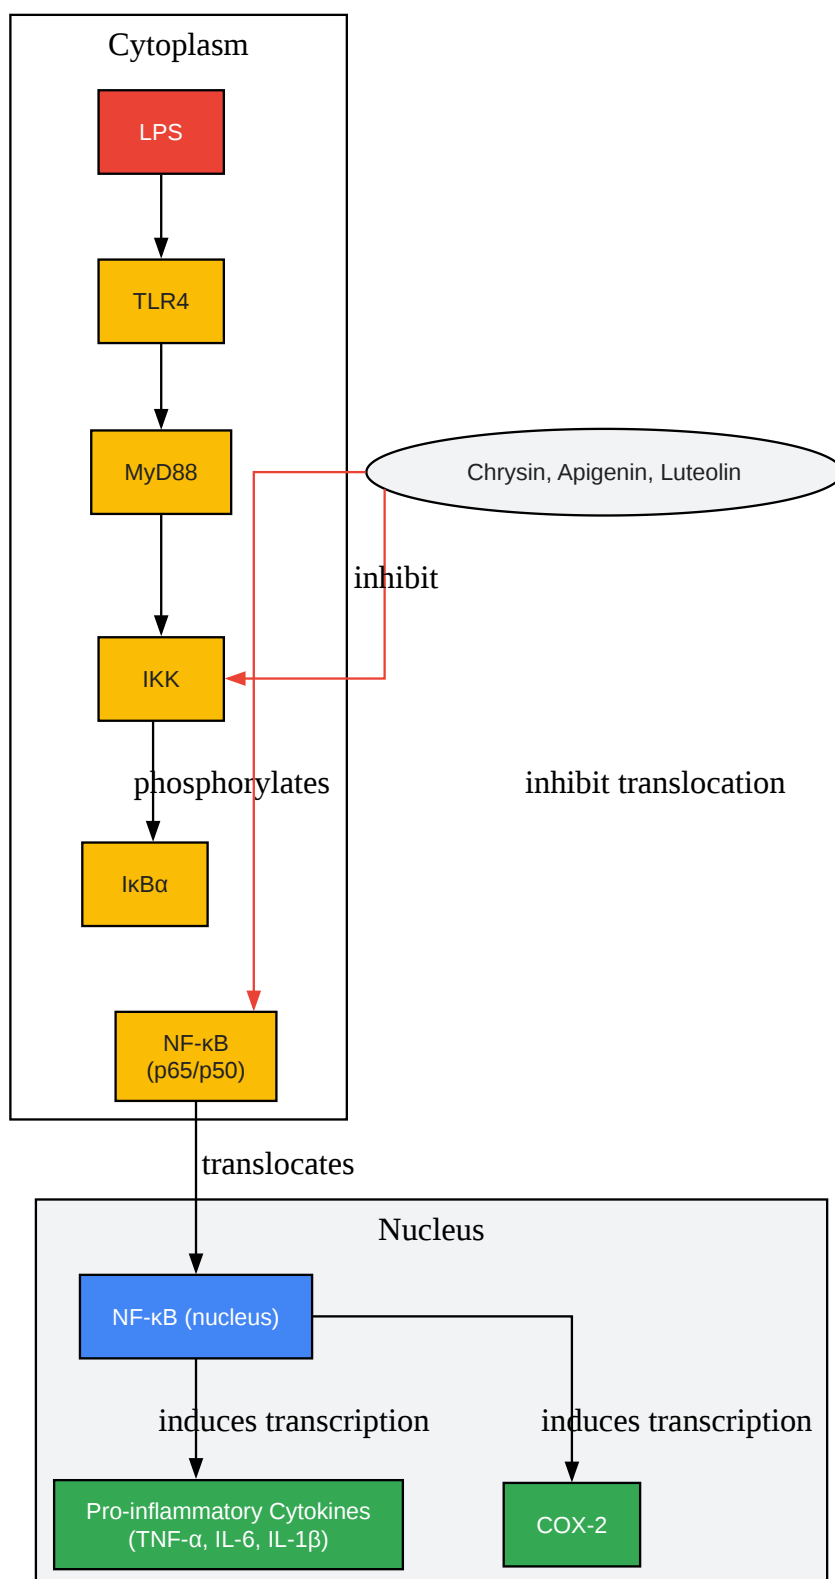 Cytoplasm
LPS
TLR4
MyD88
Chrysin, Apigenin, Luteolin
inhibit
IKK
phosphorylates
inhibit translocation
IκBα
NF-κB
(p65/p50)
translocates
Nucleus
NF-κB (nucleus)
induces transcription
induces transcription
Pro-inflammatory Cytokines
(TNF-α, IL-6, IL-1β)
COX-2